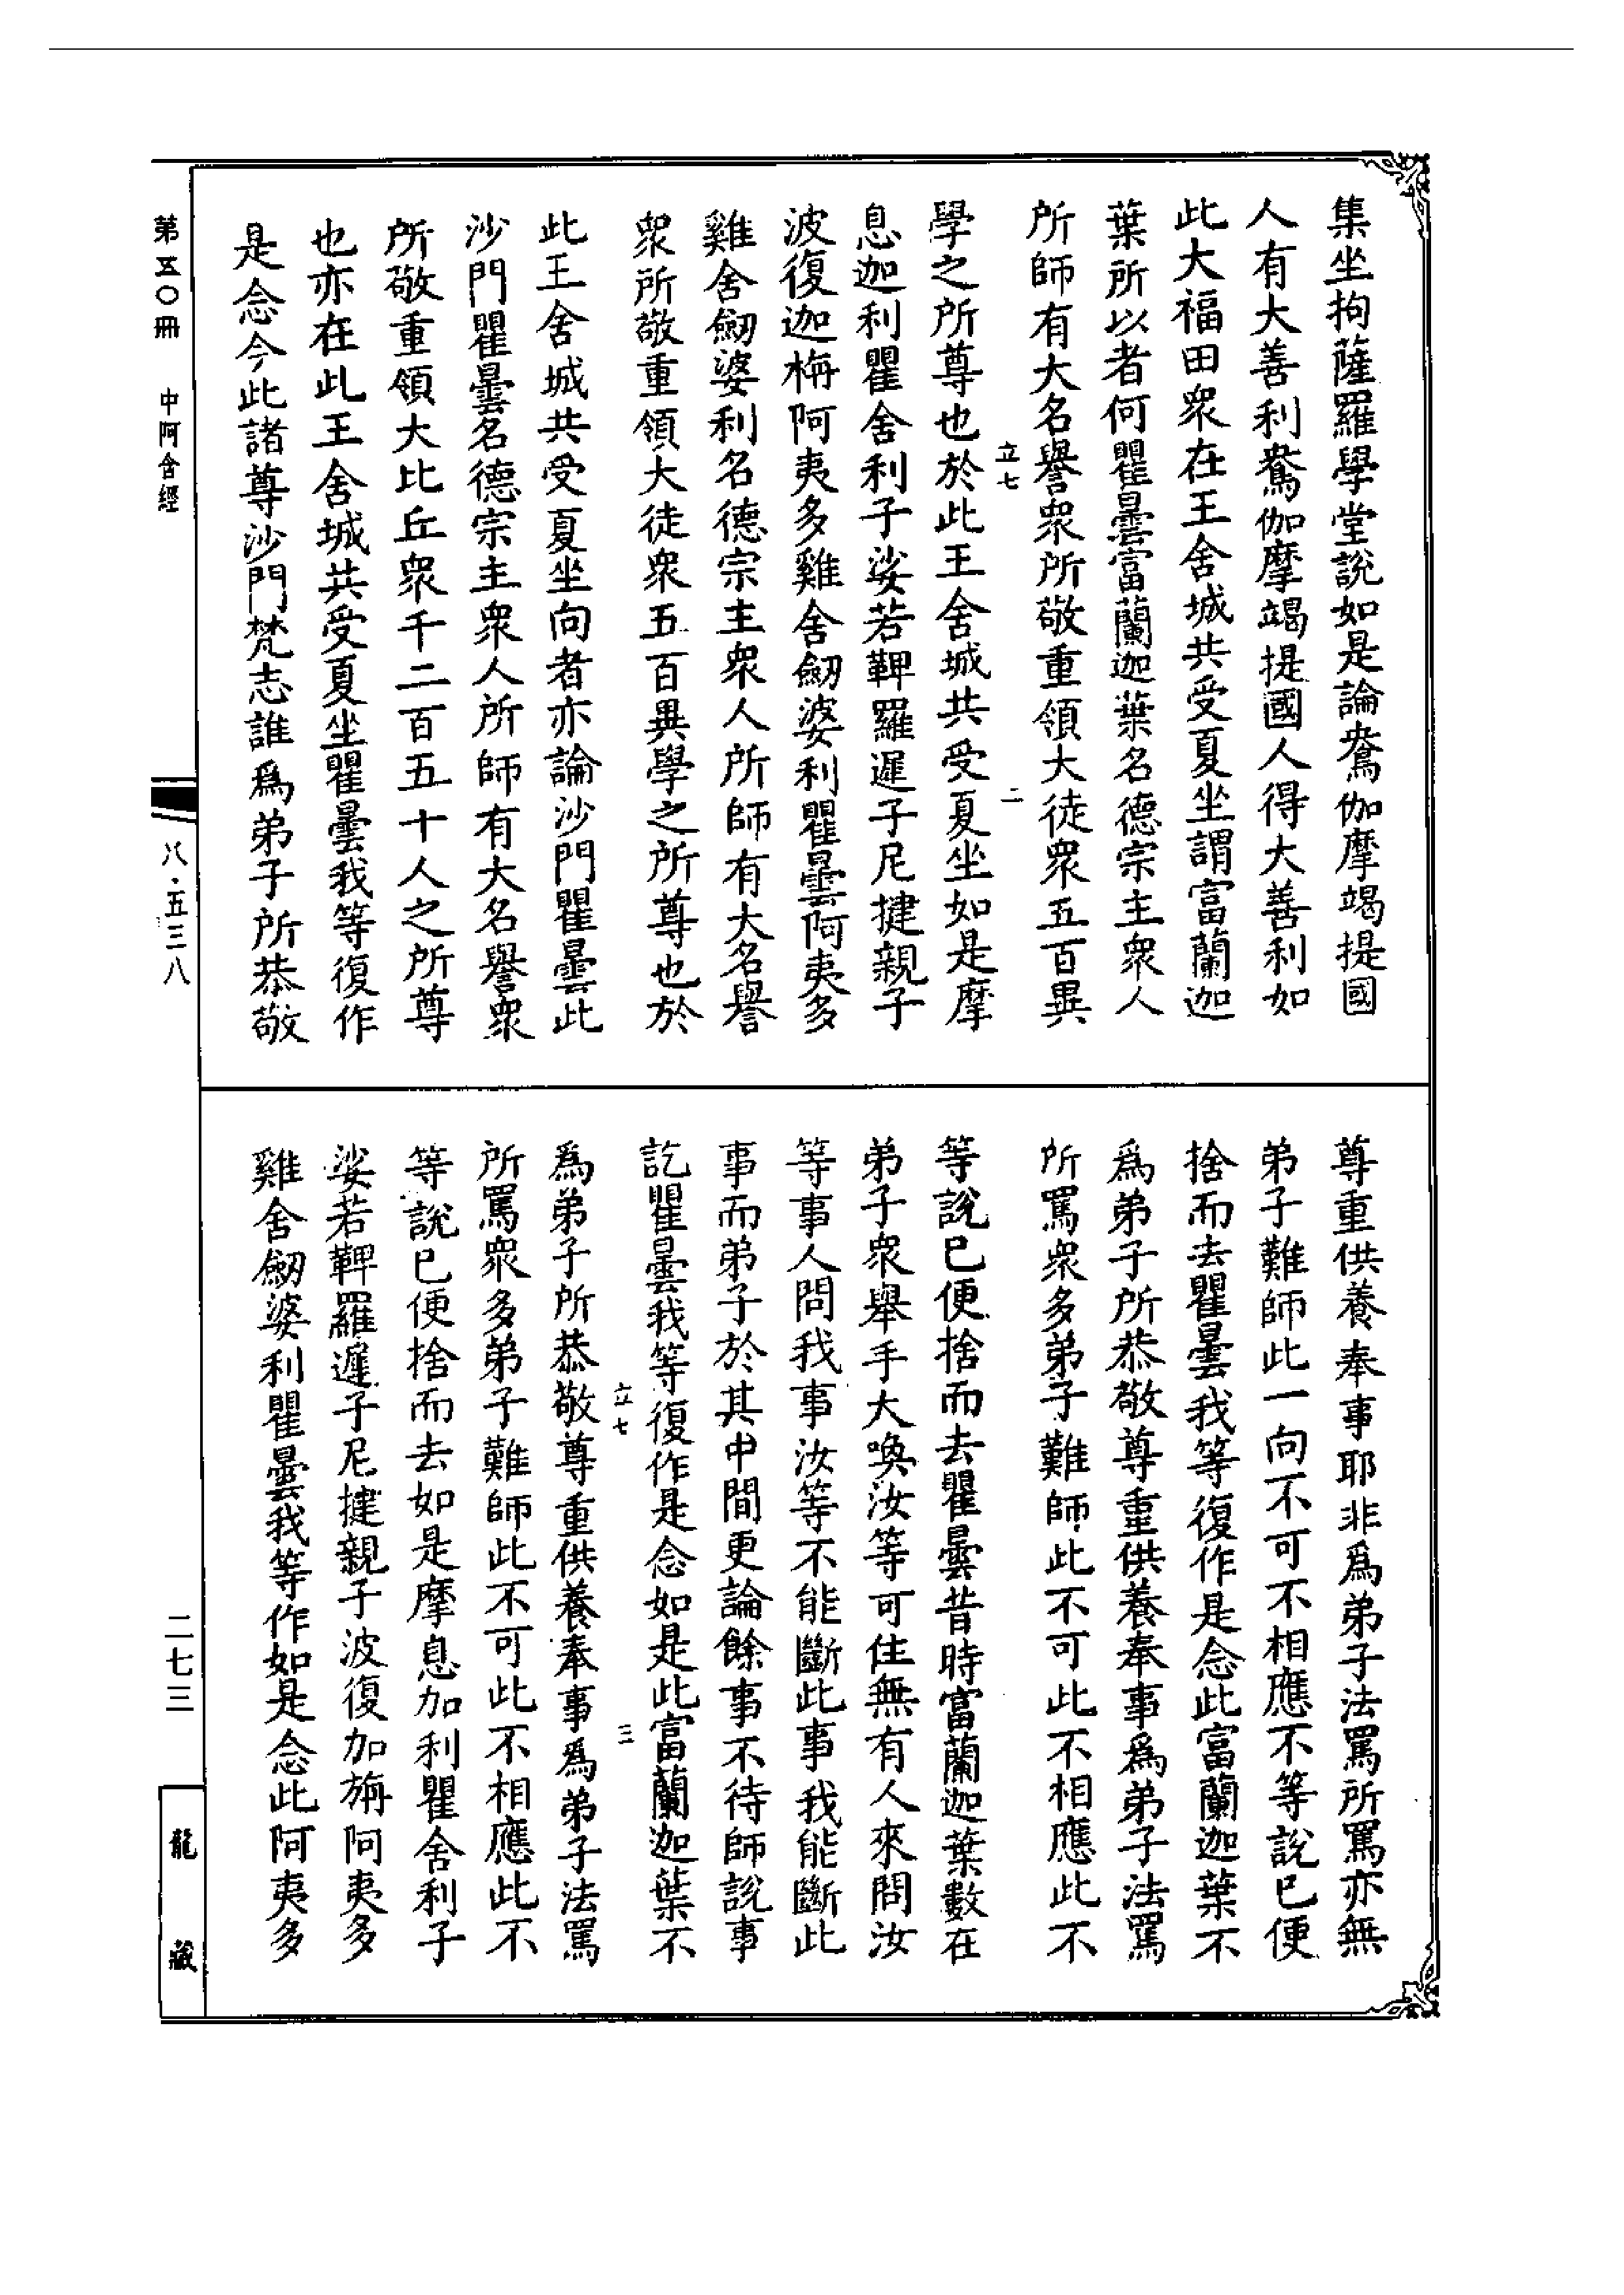 集坐拘薩羅學堂說如是論鴦伽摩竭提國
人有大善利鴦伽摩竭提國人得大善利如
此大福田衆在王舍城共受夏坐謂富蘭迦
葉所以者何瞿曇富蘭迦葉名德宗主衆人
所師有大名譽衆所敬重領大徒衆五百異
立七 二
學之所尊也於此王舍城共受夏坐如是摩
息迦利瞿舍利子娑若鞞羅遲子尼揵親子
波復迦栴阿夷多雞舍劒婆利瞿曇阿夷多
雞舍劒婆利名德宗主衆人所師有大名譽
衆所敬重領大徒衆五百異學之所尊也於
此王舍城共受夏坐向者亦論沙門瞿曇此
沙門瞿曇名德宗主衆人所師有大名譽衆
所敬重領大比丘衆千二百五十人之所尊
也亦在此王舍城共受夏坐瞿曇我等復作
是念今此諸尊沙門梵志誰爲弟子所恭敬
尊重供養奉事耶非爲弟子法罵所罵亦無
弟子難師此一向不可不相應不等說已便
捨而去瞿曇我等復作是念此富蘭迦葉不
爲弟子所恭敬尊重供養奉事爲弟子法罵
所罵衆多弟子難師此不可此不相應此不
等說已便捨而去瞿曇昔時富蘭迦葉數在
弟子衆舉手大喚汝等可住無有人來問汝
等事人問我事汝等不能斷此事我能斷此
事而弟子於其中間更論餘事不待師說事
訖瞿曇我等復作是念如是此富蘭迦葉不
立七 三
爲弟子所恭敬尊重供養奉事爲弟子法罵
所罵衆多弟子難師此不可此不相應此不
等說已便捨而去如是摩息加利瞿舍利子
娑若鞞羅遲子尼揵親子波復加旃阿夷多
雞舍劒婆利瞿曇我等作如是念此阿夷多
第五〇冊 中阿含經
八·五三八
二七三
龍藏